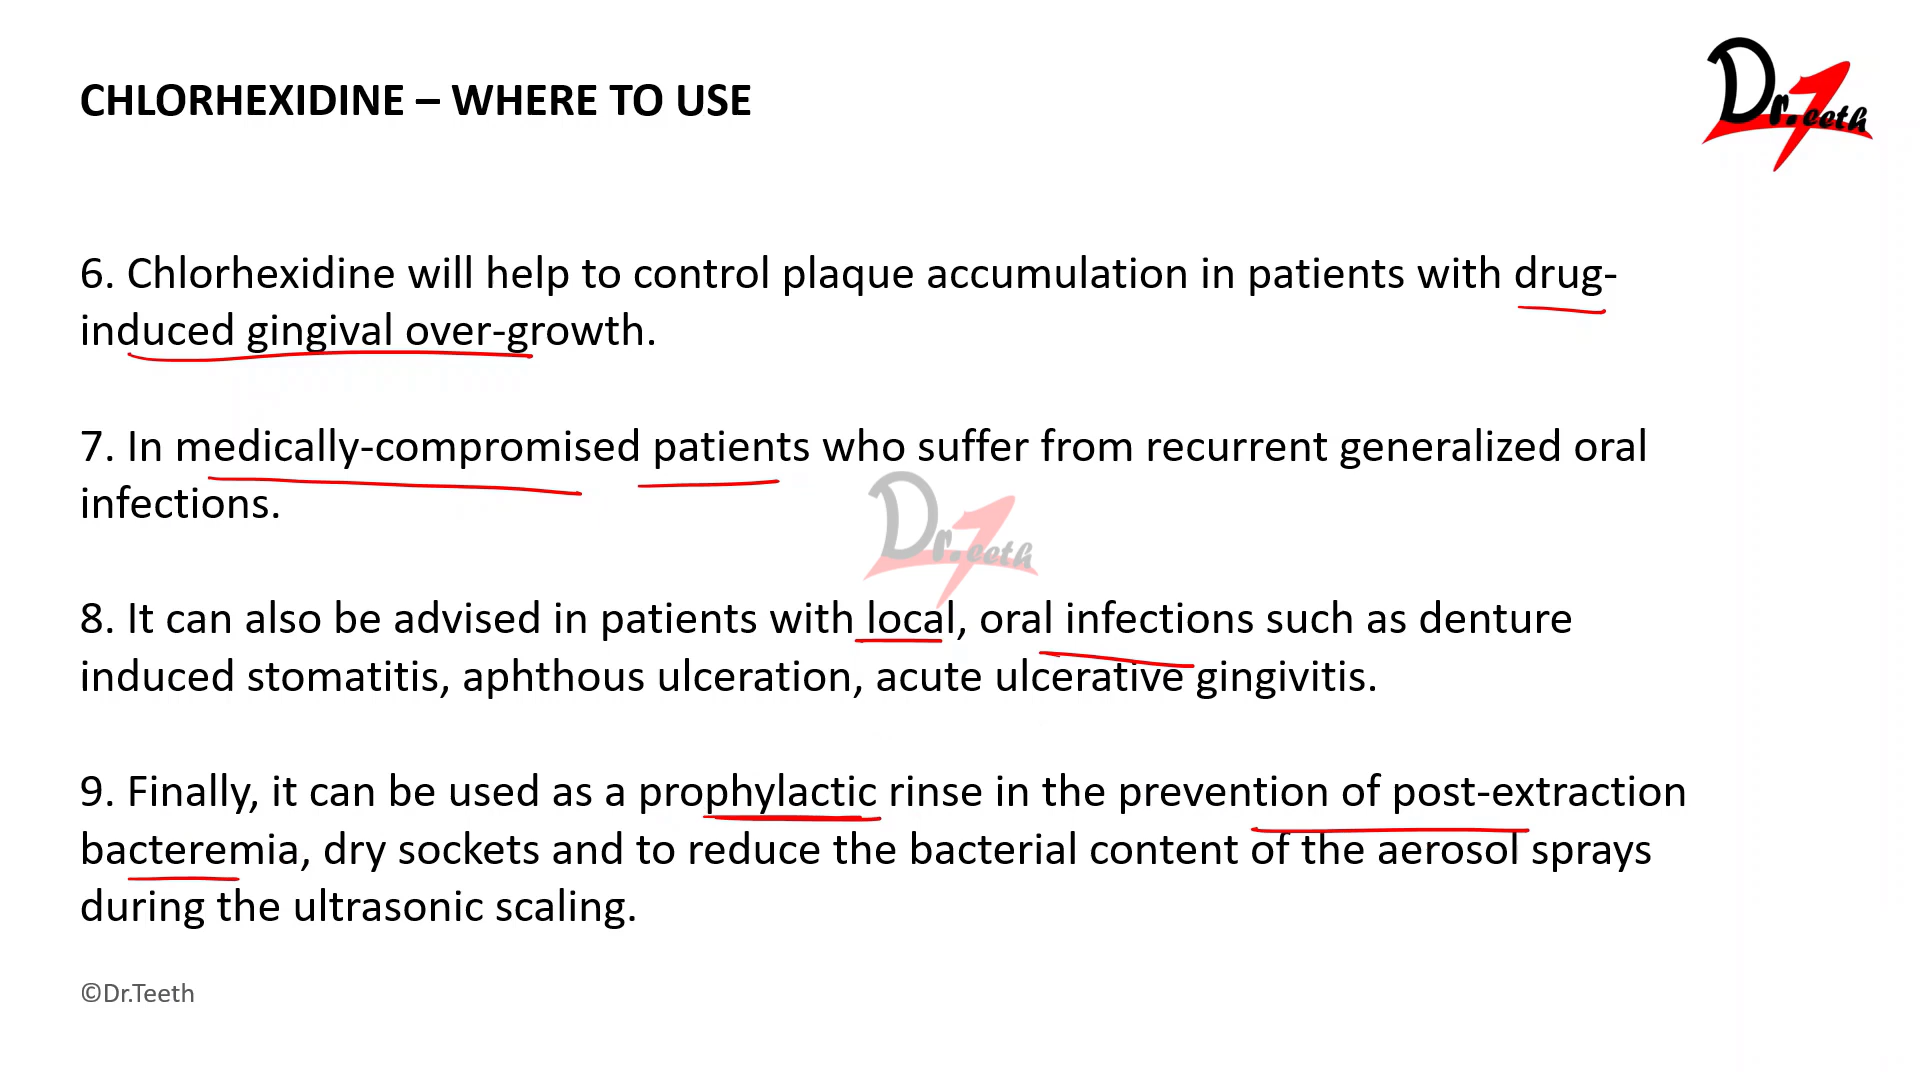 CHLORHEXIDINE – WHERE TO USE
Dr.Teeth
6. Chlorhexidine will help to control plaque accumulation in patients with drug-
induced gingival over-growth.
7. In medically-compromised patients who suffer from recurrent generalized oral
infections.
Dr.Teeth
8. It can also be advised in patients with local, oral infections such as denture
induced stomatitis, aphthous ulceration, acute ulcerative gingivitis.
9. Finally, it can be used as a prophylactic rinse in the prevention of post-extraction
bacteremia, dry sockets and to reduce the bacterial content of the aerosol sprays
during the ultrasonic scaling.
©Dr.Teeth